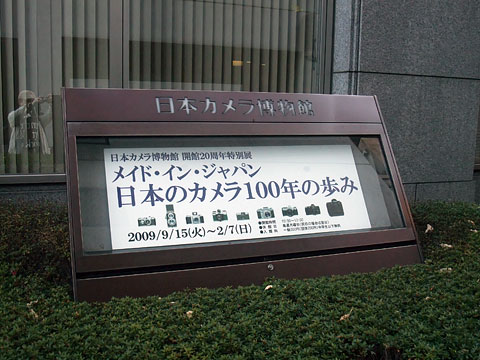 日本カメラ博物館
日本カメラ博物館 開館20周年特別展
メイド・イン・ジャパン
日本のカメラ100年の歩み
2009/9/15(火)〜2/7(日)